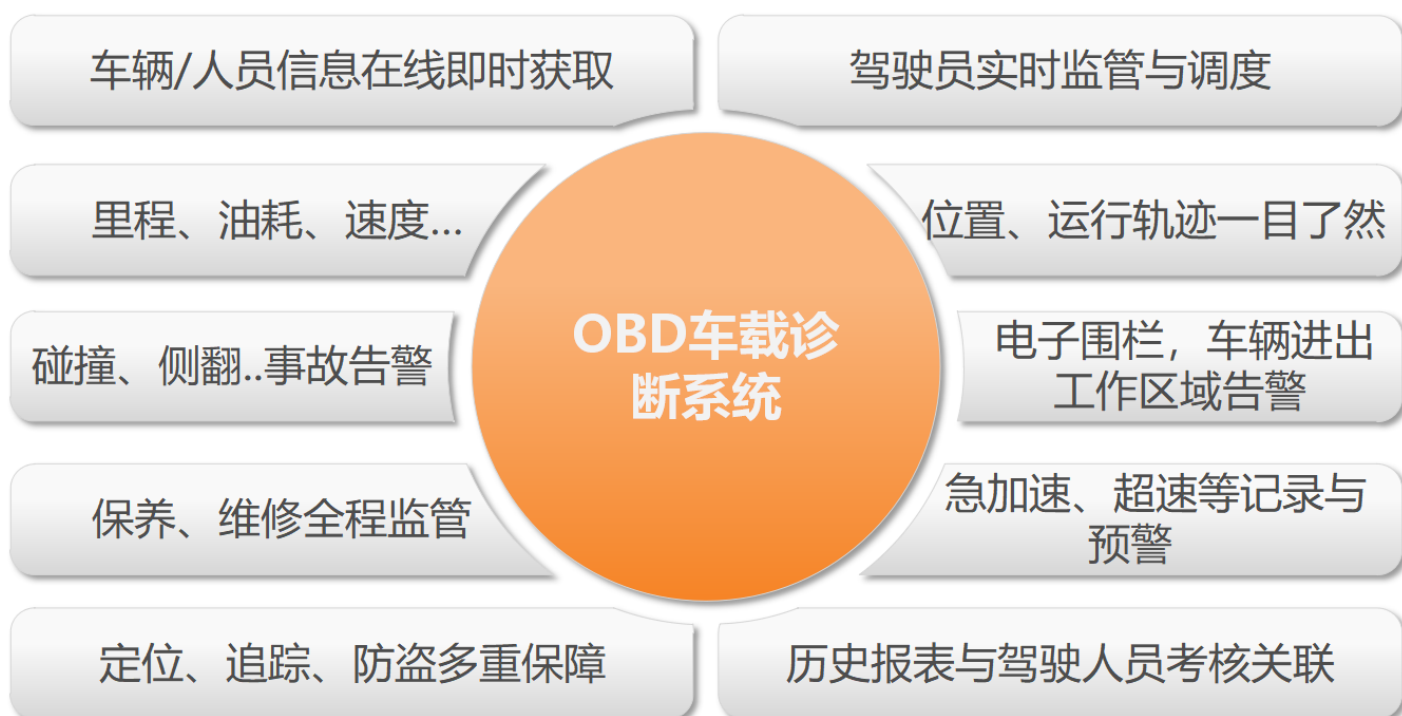 车辆/人员信息在线即时获取
驾驶员实时监管与调度
里程、油耗、速度...
位置、运行轨迹一目了然
碰撞、侧翻..事故告警
OBD车载诊
断系统
电子围栏，车辆进出
工作区域告警
保养、维修全程监管
急加速、超速等记录与
预警
定位、追踪、防盗多重保障
历史报表与驾驶人员考核关联